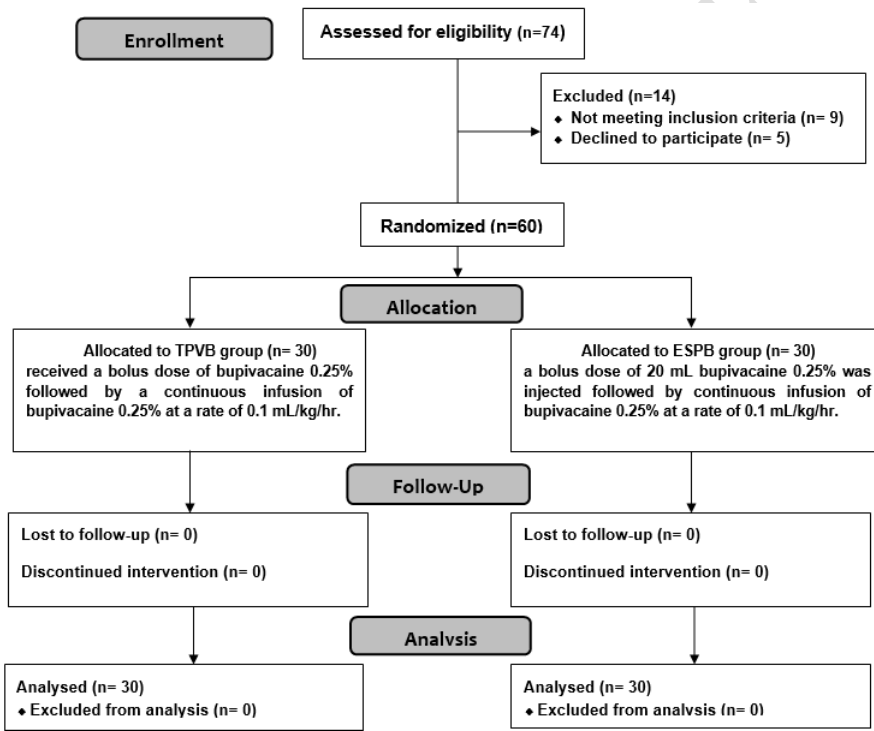 Enrollment
Assessed for eligibility (n=74)
Excluded (n=14)
⬥ Not meeting inclusion criteria (n= 9)
⬥ Declined to participate (n= 5)
Randomized (n=60)
Allocation
Allocated to TPVB group (n= 30)
received a bolus dose of bupivacaine 0.25%
followed by a continuous infusion of
bupivacaine 0.25% at a rate of 0.1 mL/kg/hr.
Allocated to ESPB group (n= 30)
a bolus dose of 20 mL bupivacaine 0.25% was
injected followed by continuous infusion of
bupivacaine 0.25% at a rate of 0.1 mL/kg/hr.
Follow-Up
Lost to follow-up (n= 0)
Discontinued intervention (n= 0)
Lost to follow-up (n= 0)
Discontinued intervention (n= 0)
Analysis
Analysed (n= 30)
⬥ Excluded from analysis (n= 0)
Analysed (n= 30)
⬥ Excluded from analysis (n= 0)